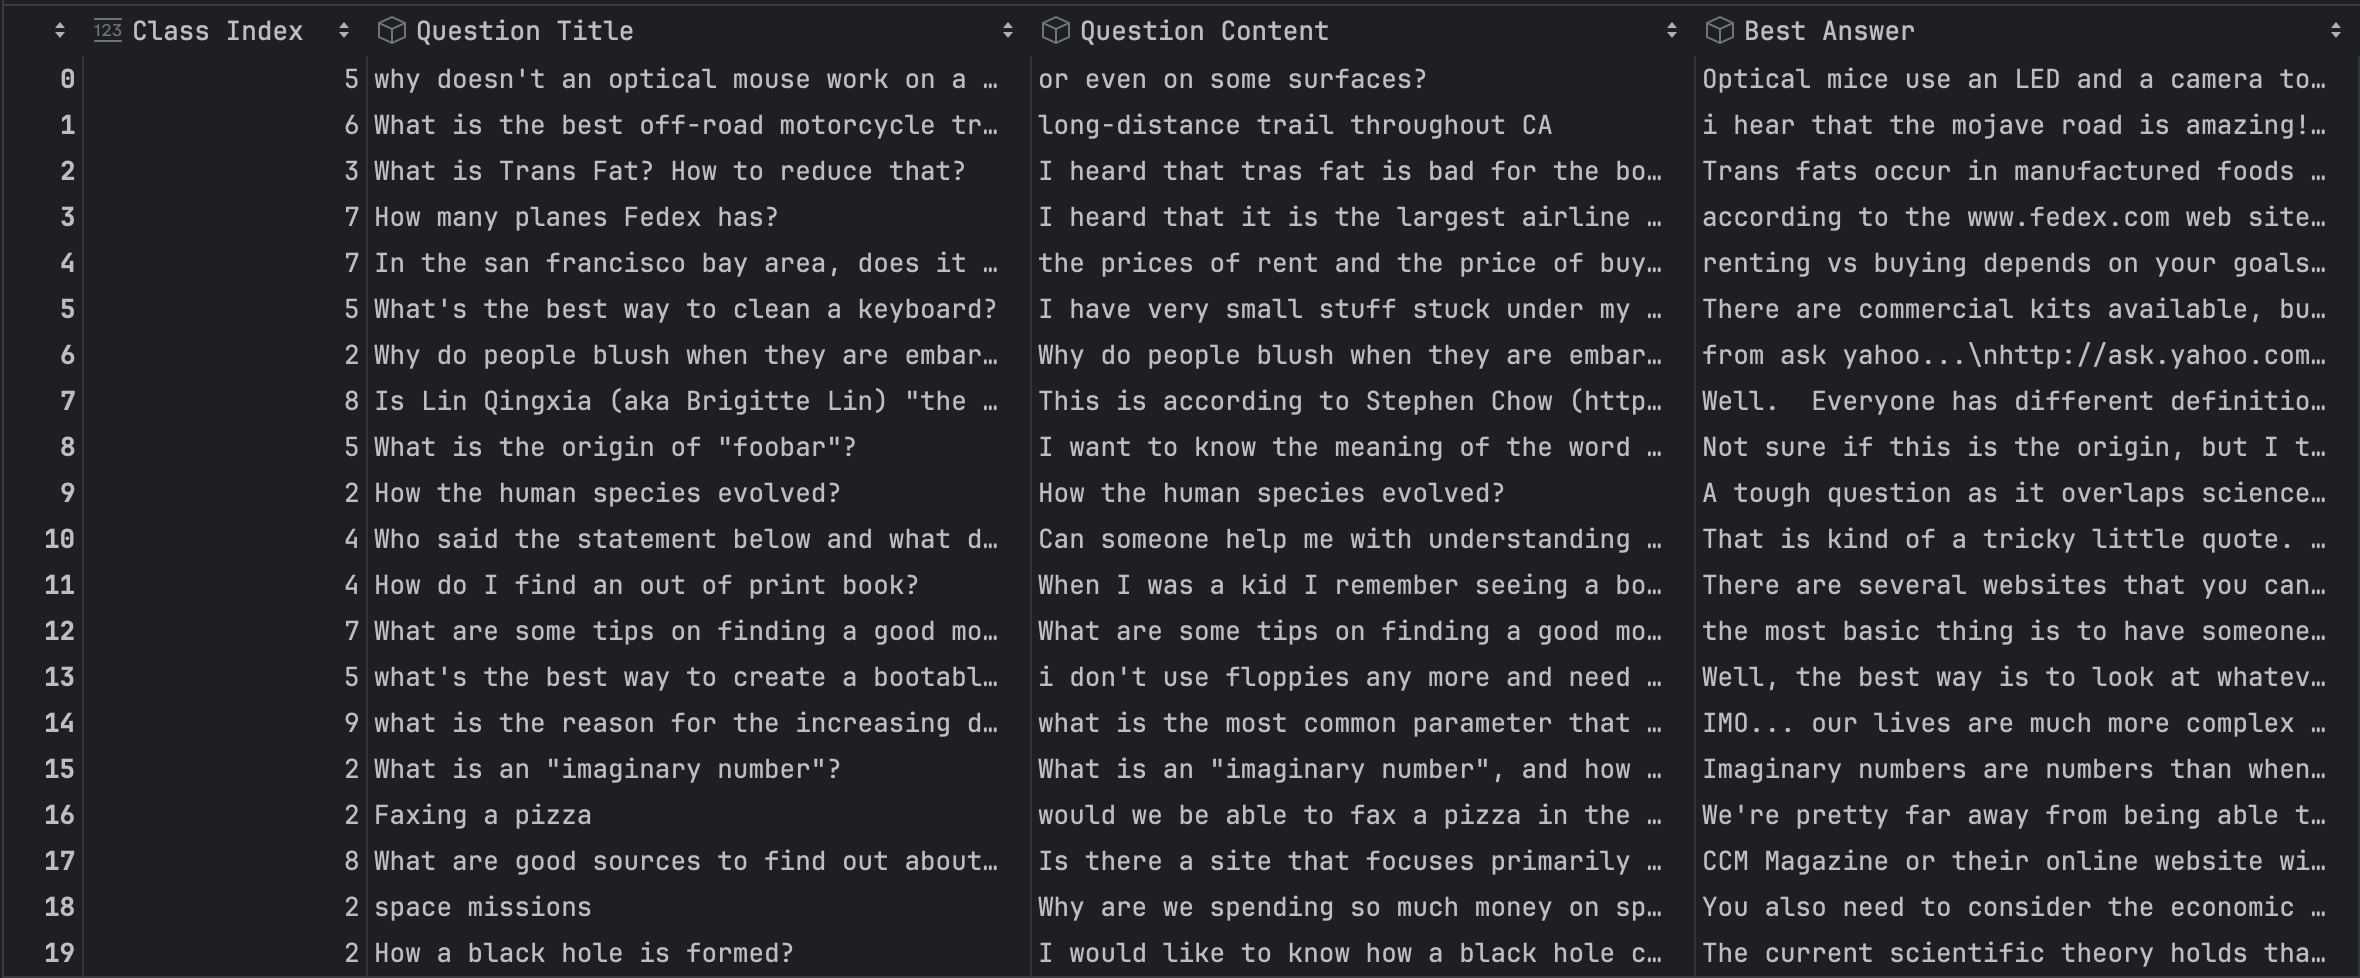 123 Class Index Question Title Question Content Best Answer
0 5 why doesn't an optical mouse work on a … or even on some surfaces? Optical mice use an LED and a camera to…
1 6 What is the best off-road motorcycle tr… long-distance trail throughout CA i hear that the mojave road is amazing!…
2 3 What is Trans Fat? How to reduce that? I heard that tras fat is bad for the bo… Trans fats occur in manufactured foods …
3 7 How many planes Fedex has? I heard that it is the largest airline … according to the www.fedex.com web site…
4 7 In the san francisco bay area, does it … the prices of rent and the price of buy… renting vs buying depends on your goals…
5 5 What's the best way to clean a keyboard? I have very small stuff stuck under my … There are commercial kits available, bu…
6 2 Why do people blush when they are embar… Why do people blush when they are embar… from ask yahoo...\nhttp://ask.yahoo.com…
7 8 Is Lin Qingxia (aka Brigitte Lin) "the … This is according to Stephen Chow (http… Well.  Everyone has different definitio…
8 5 What is the origin of "foobar"? I want to know the meaning of the word … Not sure if this is the origin, but I t…
9 2 How the human species evolved? How the human species evolved? A tough question as it overlaps science…
10 4 Who said the statement below and what d… Can someone help me with understanding … That is kind of a tricky little quote. …
11 4 How do I find an out of print book? When I was a kid I remember seeing a bo… There are several websites that you can…
12 7 What are some tips on finding a good mo… What are some tips on finding a good mo… the most basic thing is to have someone…
13 5 what's the best way to create a bootabl… i don't use floppies any more and need … Well, the best way is to look at whatev…
14 9 what is the reason for the increasing d… what is the most common parameter that … IMO... our lives are much more complex …
15 2 What is an "imaginary number"? What is an "imaginary number", and how … Imaginary numbers are numbers than when…
16 2 Faxing a pizza would we be able to fax a pizza in the … We're pretty far away from being able t…
17 8 What are good sources to find out about… Is there a site that focuses primarily … CCM Magazine or their online website wi…
18 2 space missions Why are we spending so much money on sp… You also need to consider the economic …
19 2 How a black hole is formed? I would like to know how a black hole c… The current scientific theory holds tha…